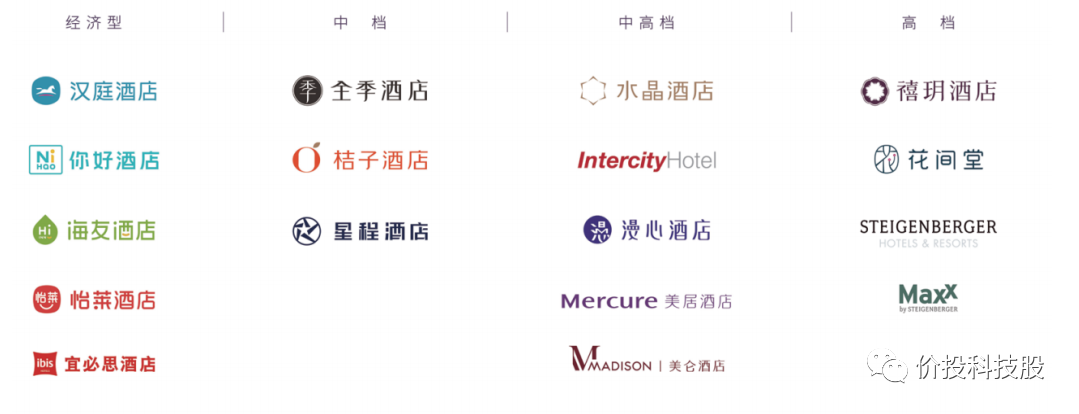 经济型 中 档 中高档 高 档
汉庭酒店 季 全季酒店 水晶酒店 禧玥酒店
Ni HAO 你好酒店 桔子酒店 IntercityHotel 花间堂
Hi 海友酒店 星程酒店 漫 漫心酒店 STEIGENBERGER
HOTELS & RESORTS
怡莱 怡莱酒店 Mercure 美居酒店 Maxx
by STEIGENBERGER
ibis 宜必思酒店 MADISON | 美仑酒店
价投科技股